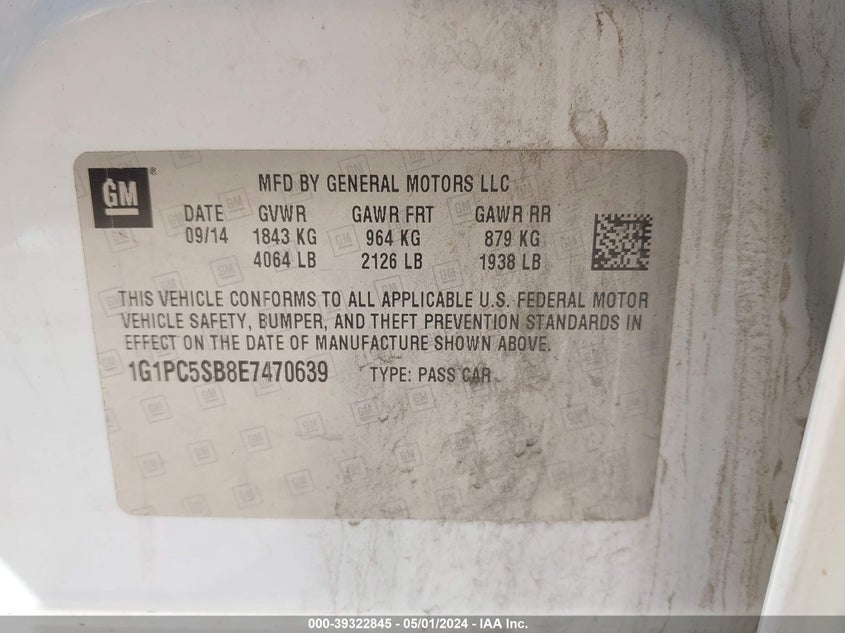 GM ® MFD BY GENERAL MOTORS LLC
DATE GVWR GAWR FRT GAWR RR
09/14 1843 KG 964 KG 879 KG
4064 LB 2126 LB 1938 LB
THIS VEHICLE CONFORMS TO ALL APPLICABLE U.S. FEDERAL MOTOR
VEHICLE SAFETY, BUMPER, AND THEFT PREVENTION STANDARDS IN
EFFECT ON THE DATE OF MANUFACTURE SHOWN ABOVE.
1G1PC5SB8E7470639 TYPE: PASS CAR
000-39322845 - 05/01/2024 - IAA Inc.